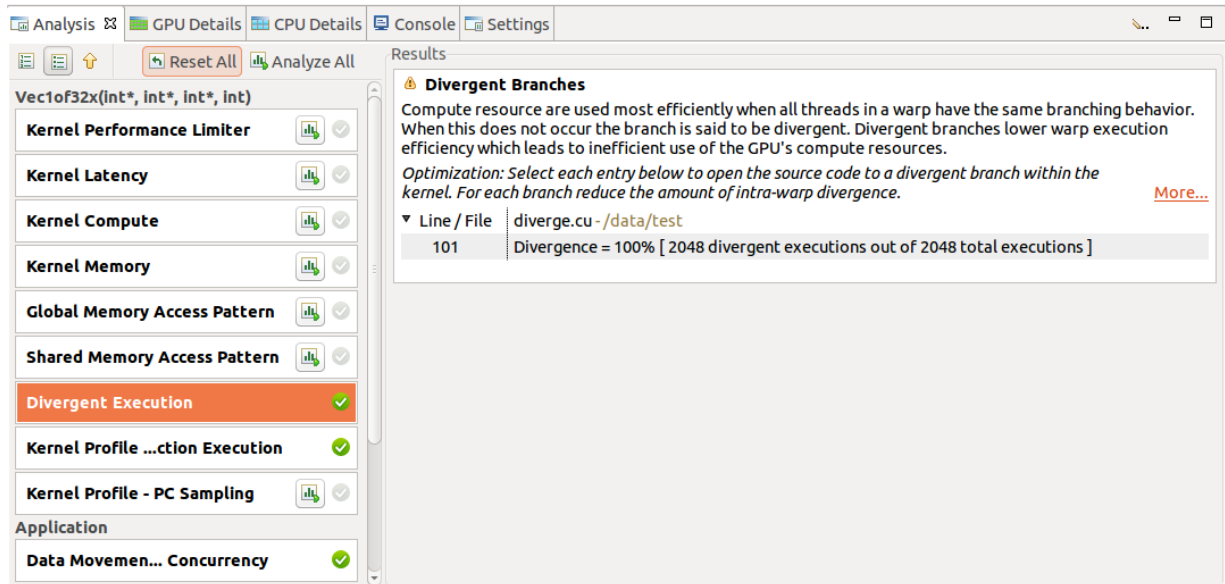 Analysis GPU Details CPU Details Console Settings
Reset All Analyze All
Results
Vec1of32x(int*, int*, int*, int)
Kernel Performance Limiter
Kernel Latency
Kernel Compute
Kernel Memory
Global Memory Access Pattern
Shared Memory Access Pattern
Divergent Execution
Kernel Profile ...ction Execution
Kernel Profile - PC Sampling
Application
Data Movemen... Concurrency
Divergent Branches
Compute resource are used most efficiently when all threads in a warp have the same branching behavior.
When this does not occur the branch is said to be divergent. Divergent branches lower warp execution
efficiency which leads to inefficient use of the GPU's compute resources.
Optimization: Select each entry below to open the source code to a divergent branch within the
kernel. For each branch reduce the amount of intra-warp divergence. More...
Line / File diverge.cu - /data/test
101 Divergence = 100% [ 2048 divergent executions out of 2048 total executions ]